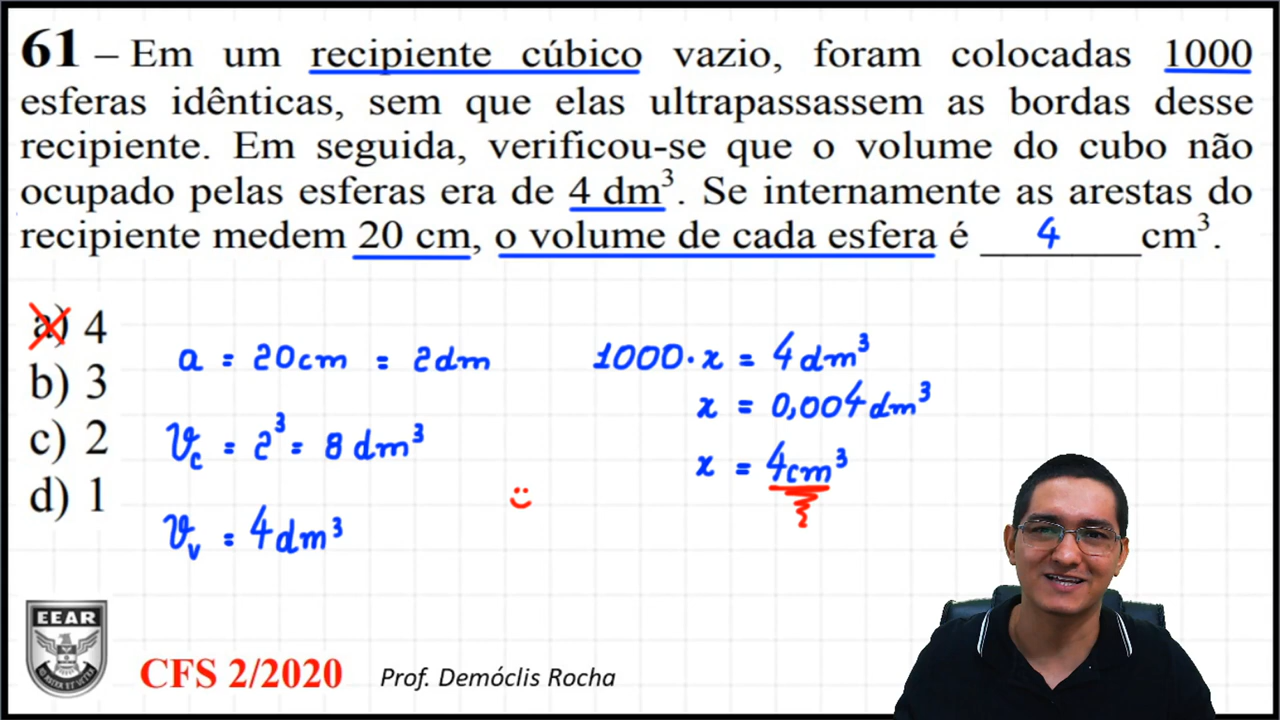 61 – Em um recipiente cúbico vazio, foram colocadas 1000
esferas idênticas, sem que elas ultrapassassem as bordas desse
recipiente. Em seguida, verificou-se que o volume do cubo não
ocupado pelas esferas era de 4 dm³. Se internamente as arestas do
recipiente medem 20 cm, o volume de cada esfera é ___4___ cm³.
a) 4
b) 3
c) 2
d) 1
a = 20cm = 2dm
V_c = 2³ = 8 dm³
V_v = 4dm³
1000·x = 4dm³
x = 0,004dm³
x = 4cm³
EEAR
CFS 2/2020
Prof. Demóclis Rocha